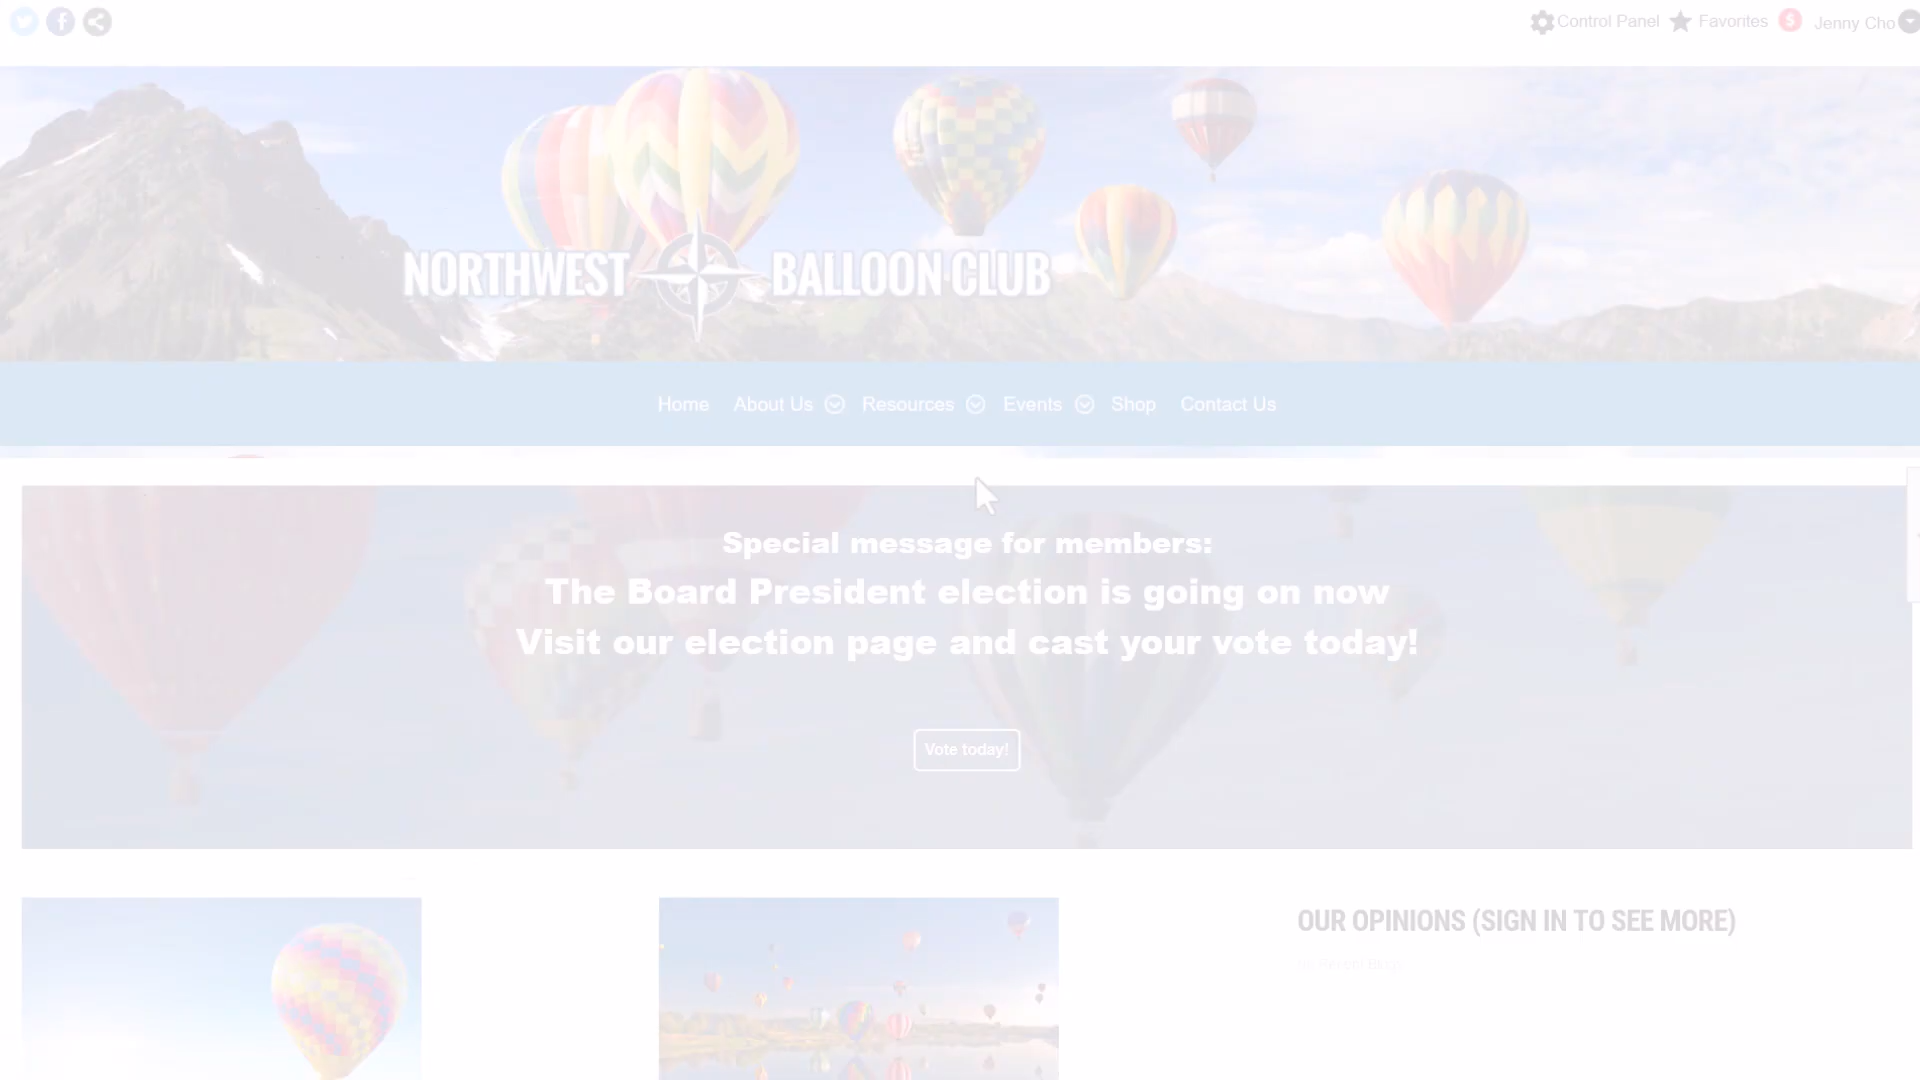 Control Panel Favorites $ Jenny Cho
NORTHWEST BALLOON CLUB
Home About Us Resources Events Shop Contact Us
Special message for members:
The Board President election is going on now
Visit our election page and cast your vote today!
Vote today!
OUR OPINIONS (SIGN IN TO SEE MORE)